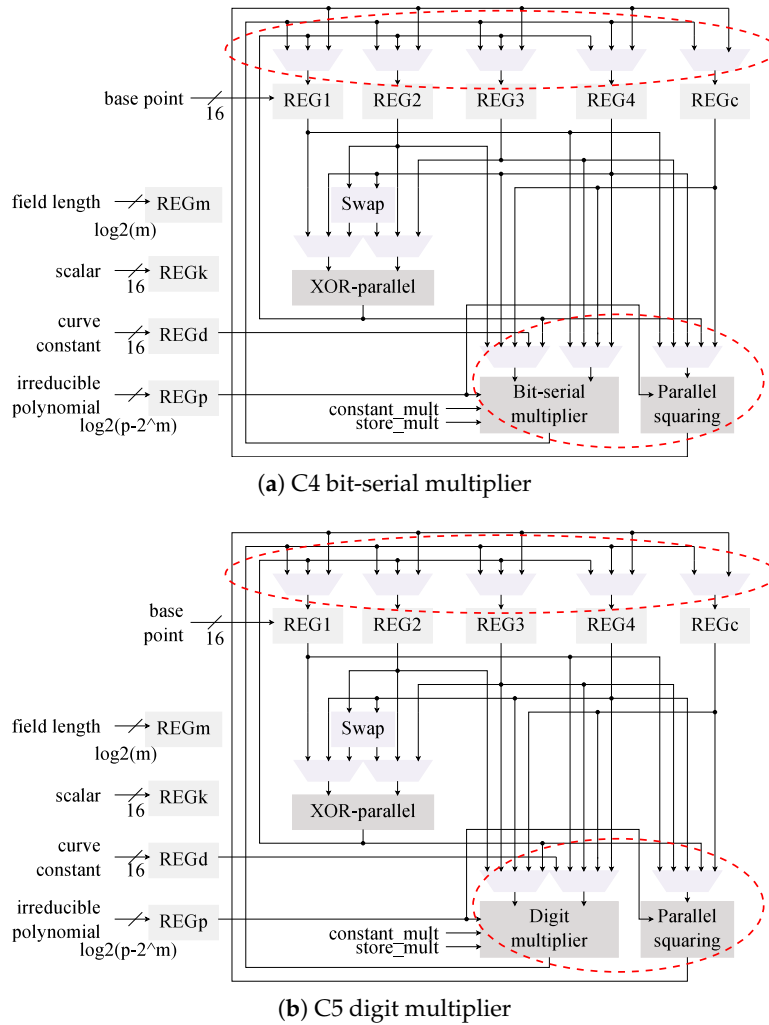 REG1 REG2 REG3 REG4 REGc
base point
16
field length
REGm
log2(m)
Swap
scalar
REGk
16
XOR-parallel
curve
constant
16
REGd
irreducible
polynomial
REGp
log2(p-2^m)
constant_mult
store_mult
Bit-serial
multiplier
Parallel
squaring
(a) C4 bit-serial multiplier
REG1 REG2 REG3 REG4 REGc
base
point
16
field length
REGm
log2(m)
Swap
scalar
REGk
16
XOR-parallel
curve
constant
16
REGd
irreducible
polynomial
REGp
log2(p-2^m)
constant_mult
store_mult
Digit
multiplier
Parallel
squaring
(b) C5 digit multiplier